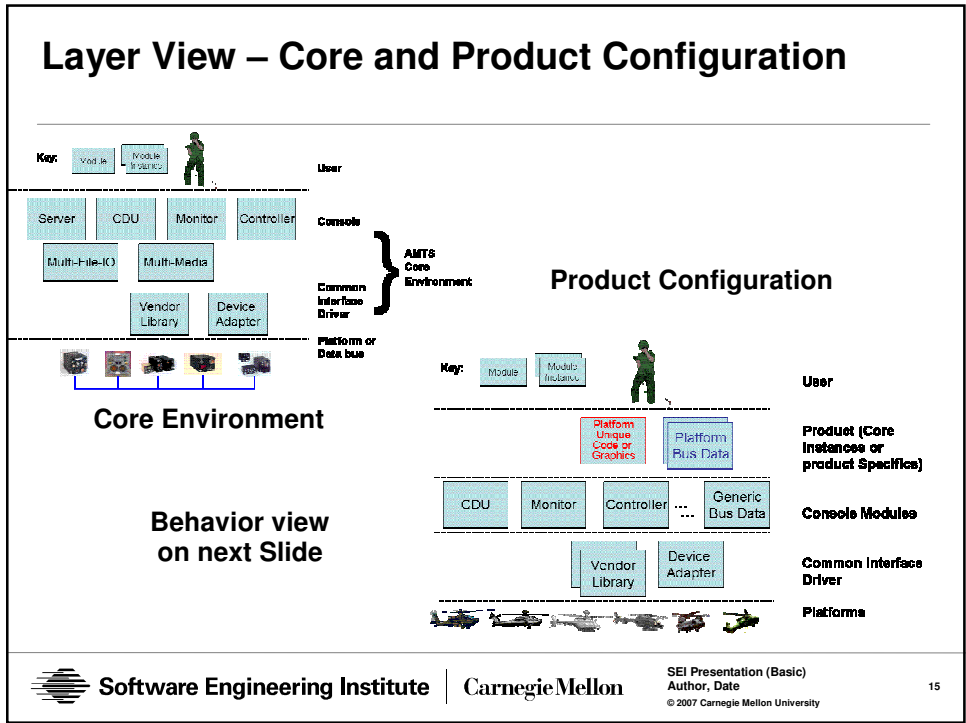 Layer View – Core and Product Configuration
Key:
Module
Module
Instance
User
Server
CDU
Monitor
Controller
Console
Multi-File-IO
Multi-Media
AMTS
Core
Environment
Common
Interface
Driver
Vendor
Library
Device
Adapter
Platform or
Data bus
Core Environment
Product Configuration
Key:
Module
Module
Instance
User
Platform
Unique
Code or
Graphics
Platform
Bus Data
Product (Core
Instances or
product Specifics)
CDU
Monitor
Controller
Generic
Bus Data
Console Modules
Vendor
Library
Device
Adapter
Common Interface
Driver
Platforms
Behavior view
on next Slide
Software Engineering Institute
Carnegie Mellon
SEI Presentation (Basic)
Author, Date
© 2007 Carnegie Mellon University
15